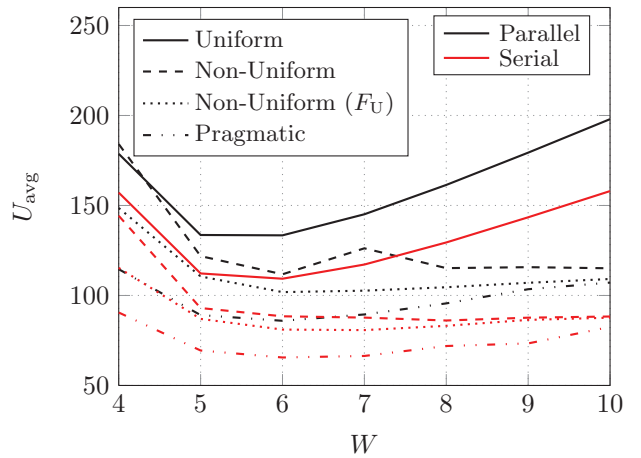 Uniform
Non-Uniform
Non-Uniform (F_U)
Pragmatic
Parallel
Serial
250
200
150
100
50
U_avg
4 5 6 7 8 9 10
W